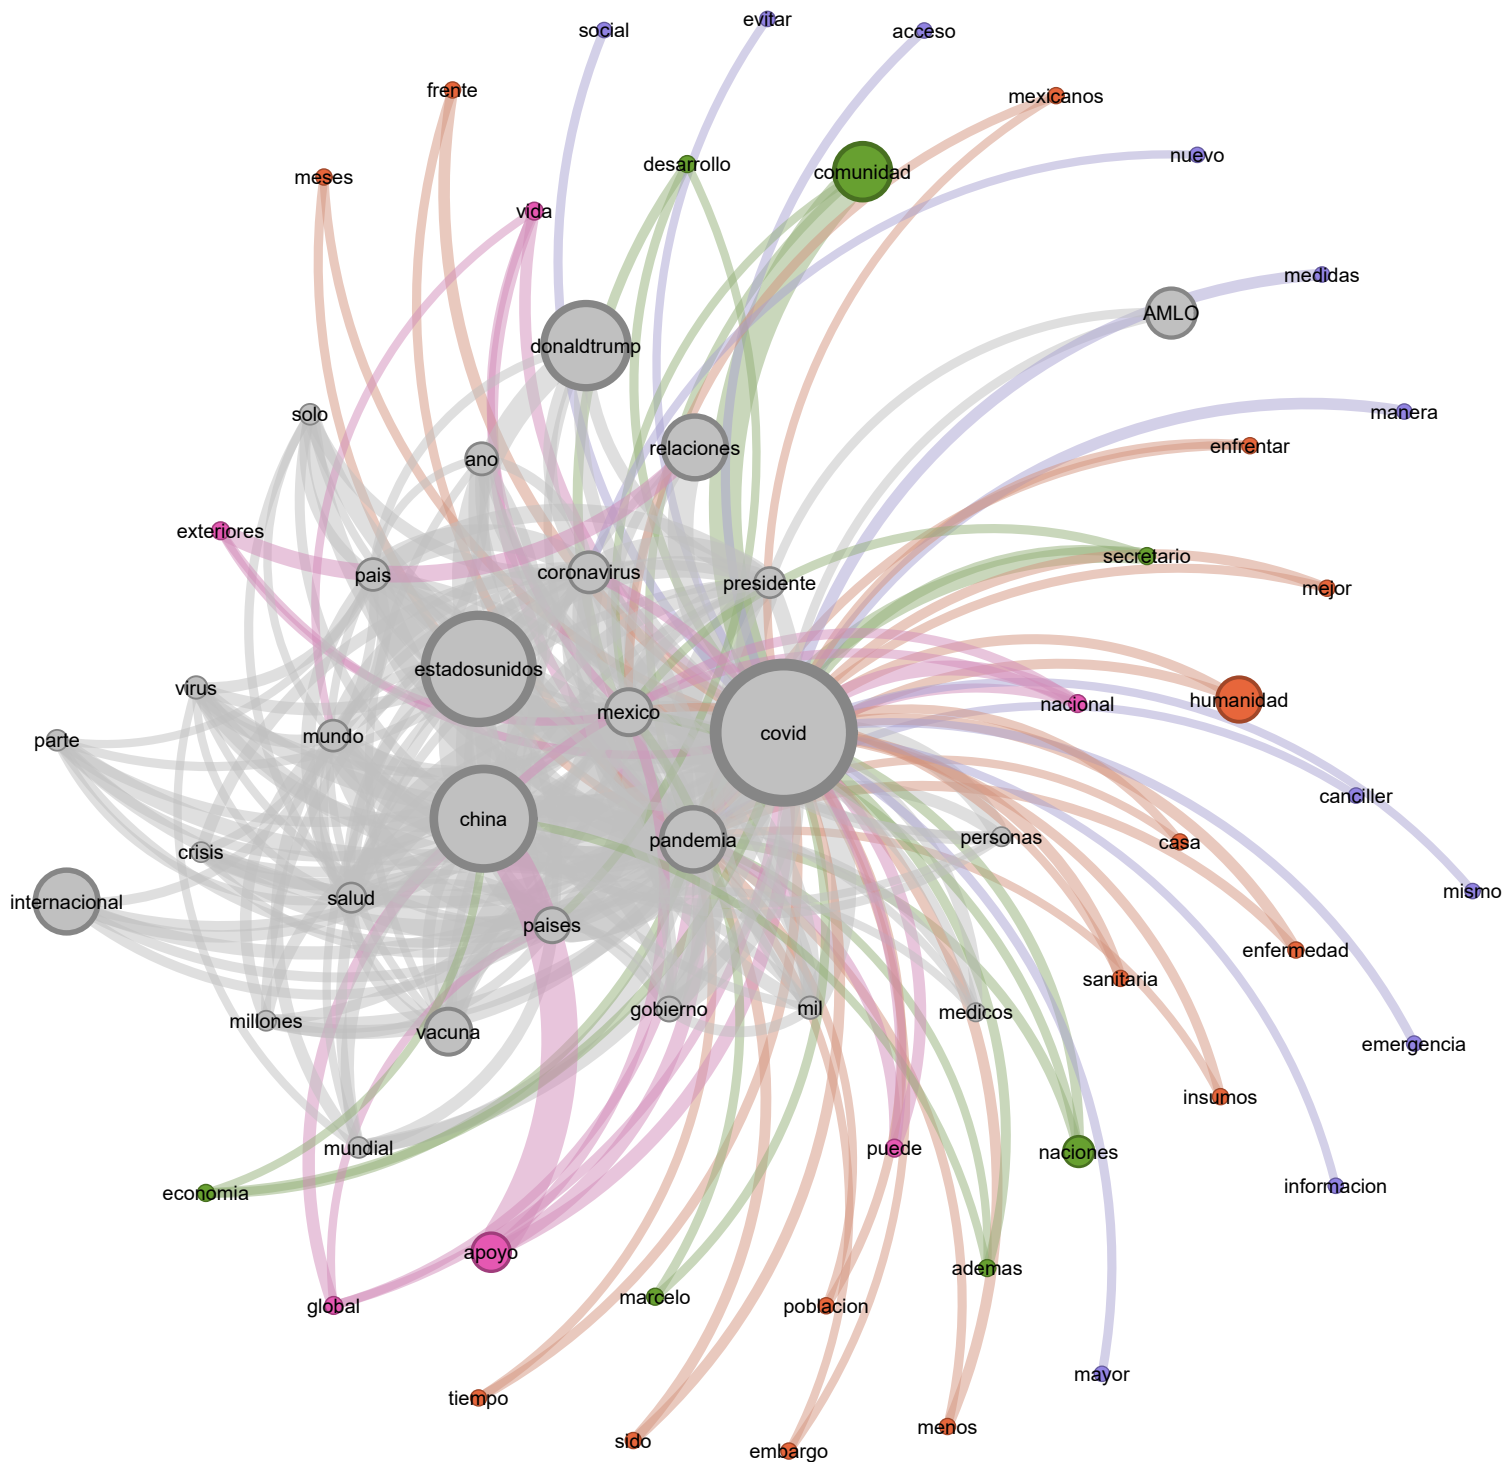 evitar
social
acceso
frente
mexicanos
nuevo
desarrollo
comunidad
meses
vida
medidas
AMLO
donaldtrump
manera
solo
enfrentar
relaciones
ano
exteriores
secretario
coronavirus
pais
presidente
mejor
estadosunidos
virus
humanidad
nacional
mexico
covid
mundo
parte
canciller
china
personas
pandemia
casa
crisis
mismo
salud
internacional
paises
enfermedad
sanitaria
gobierno
mil
medicos
millones
vacuna
emergencia
insumos
mundial
puede
naciones
informacion
economia
apoyo
ademas
marcelo
global
poblacion
mayor
tiempo
menos
sido
embargo